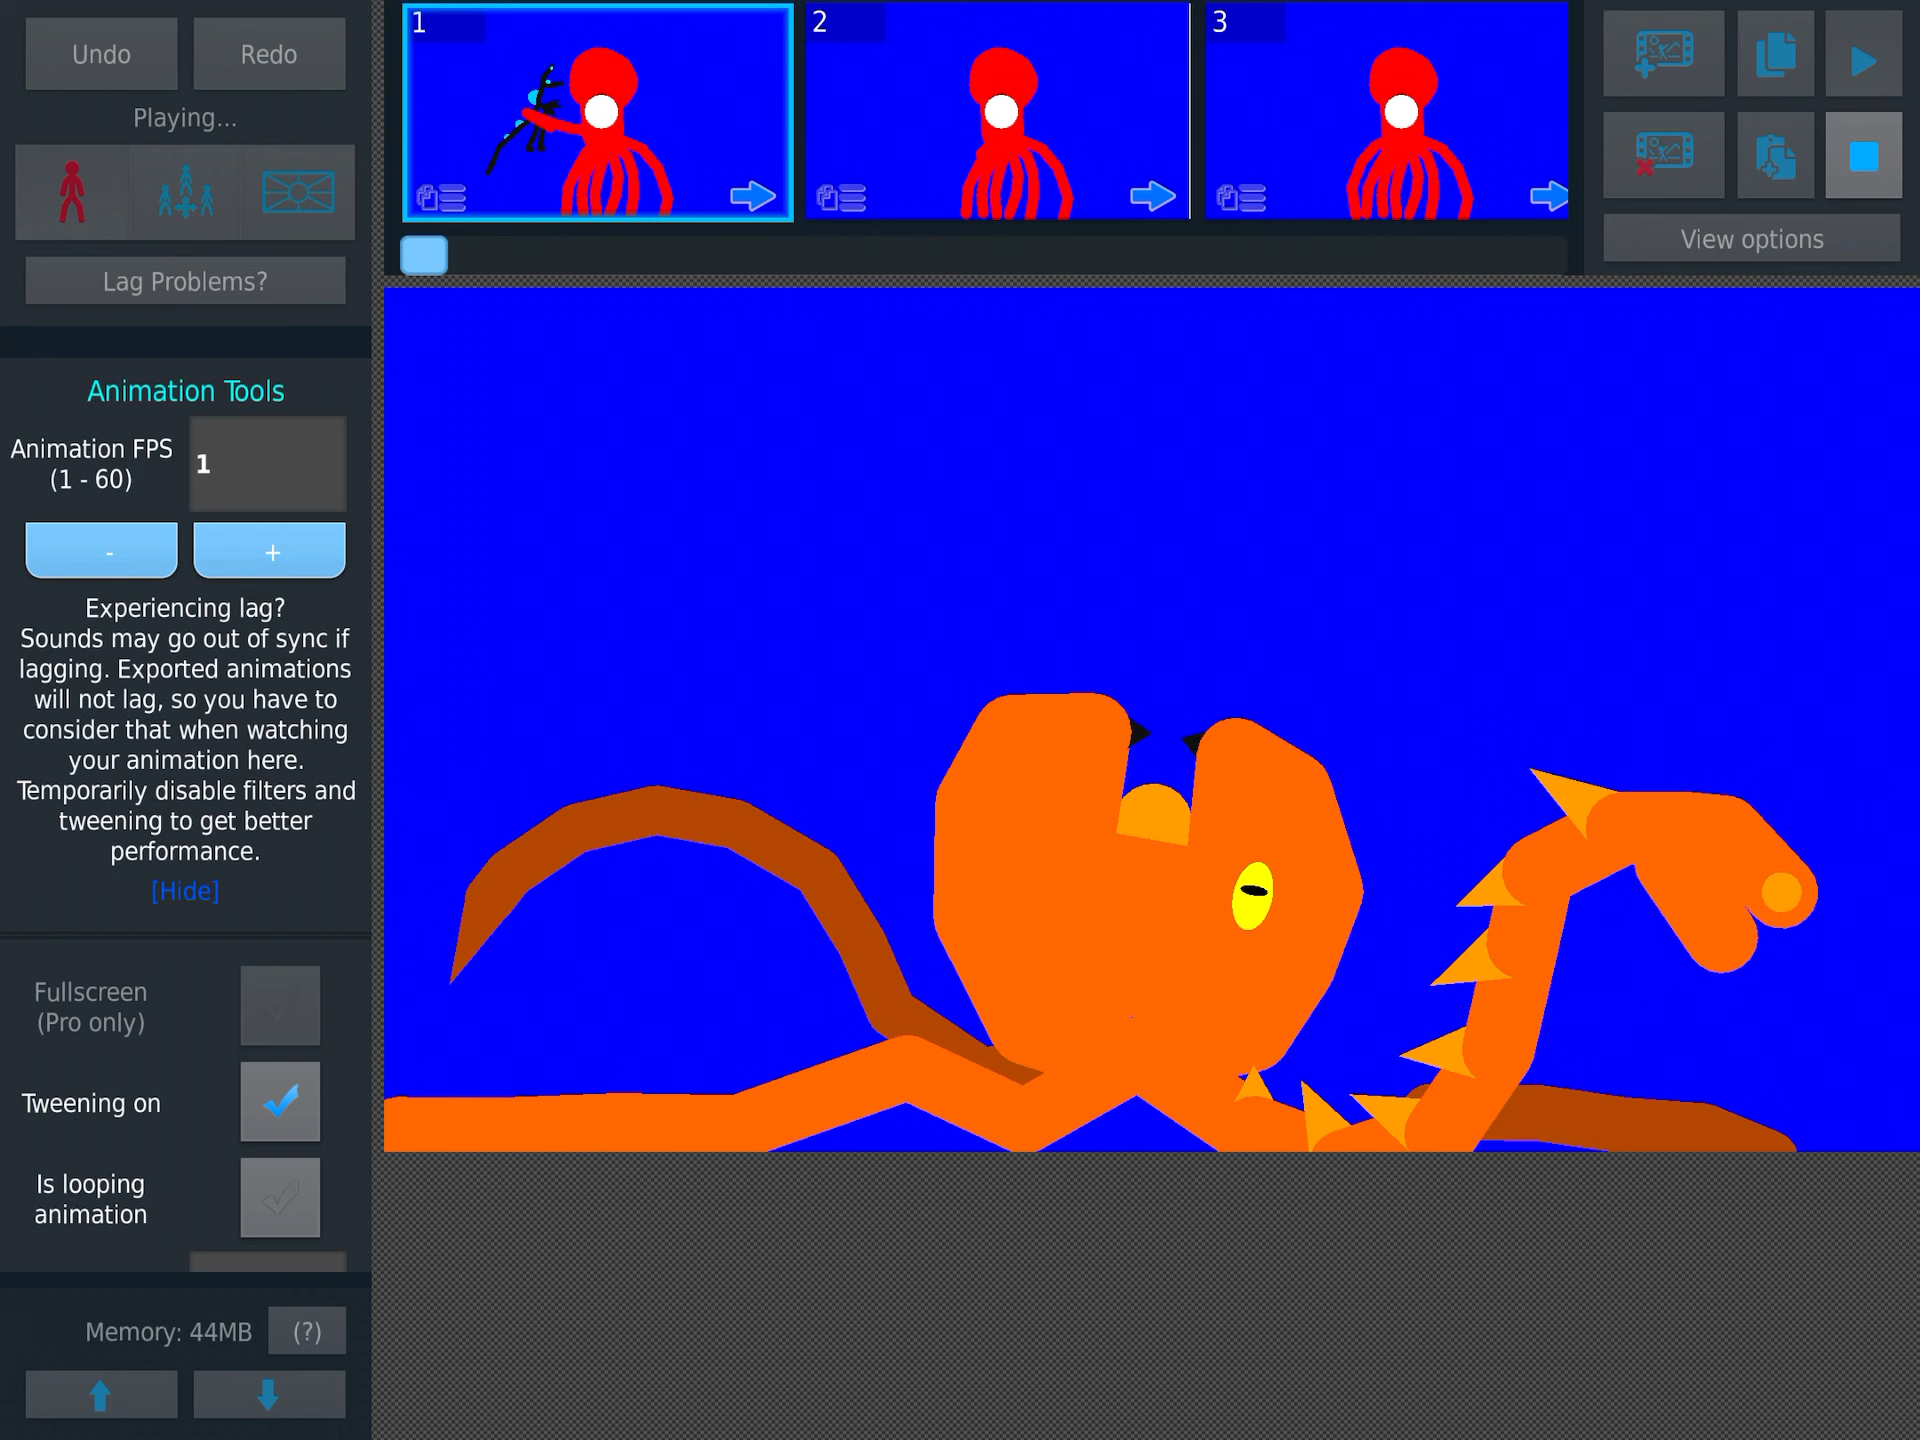 Undo
Redo
Playing...
Lag Problems?
1
2
3
View options
Animation Tools
Animation FPS
(1 - 60)
1
-
+
Experiencing lag?
Sounds may go out of sync if
lagging. Exported animations
will not lag, so you have to
consider that when watching
your animation here.
Temporarily disable filters and
tweening to get better
performance.
[Hide]
Fullscreen
(Pro only)
Tweening on
Is looping
animation
Memory: 44MB
(?)